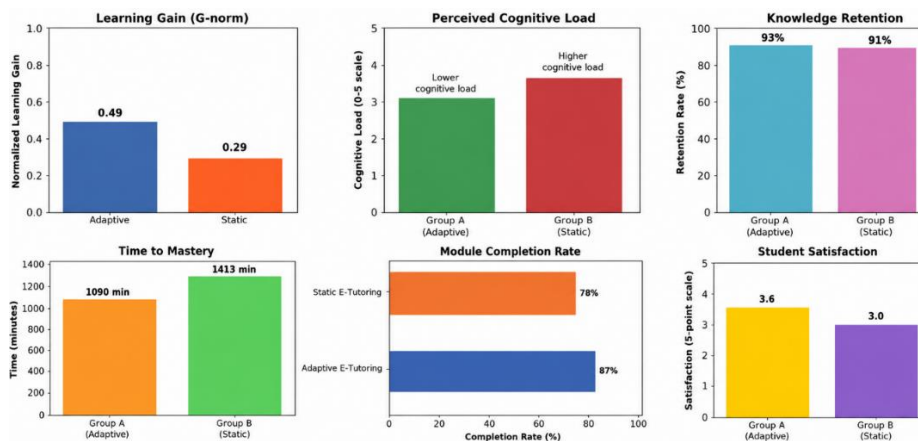 Learning Gain (G-norm)
Normalized Learning Gain
1.0
0.8
0.6
0.4
0.2
0.0
0.49
0.29
Adaptive
Static
Perceived Cognitive Load
Cognitive Load (0-5 scale)
5
4
3
2
1
0
Lower
cognitive load
Higher
cognitive load
Group A
(Adaptive)
Group B
(Static)
Knowledge Retention
Retention Rate (%)
100
80
60
40
20
0
93%
91%
Group A
(Adaptive)
Group B
(Static)
Time to Mastery
Time (minutes)
1400
1200
1000
800
600
400
200
0
1090 min
1413 min
Group A
(Adaptive)
Group B
(Static)
Module Completion Rate
Static E-Tutoring
78%
Adaptive E-Tutoring
87%
0
20
40
60
80
100
Completion Rate (%)
Student Satisfaction
Satisfaction (5-point scale)
5
4
3
2
1
0
3.6
3.0
Group A
(Adaptive)
Group B
(Static)